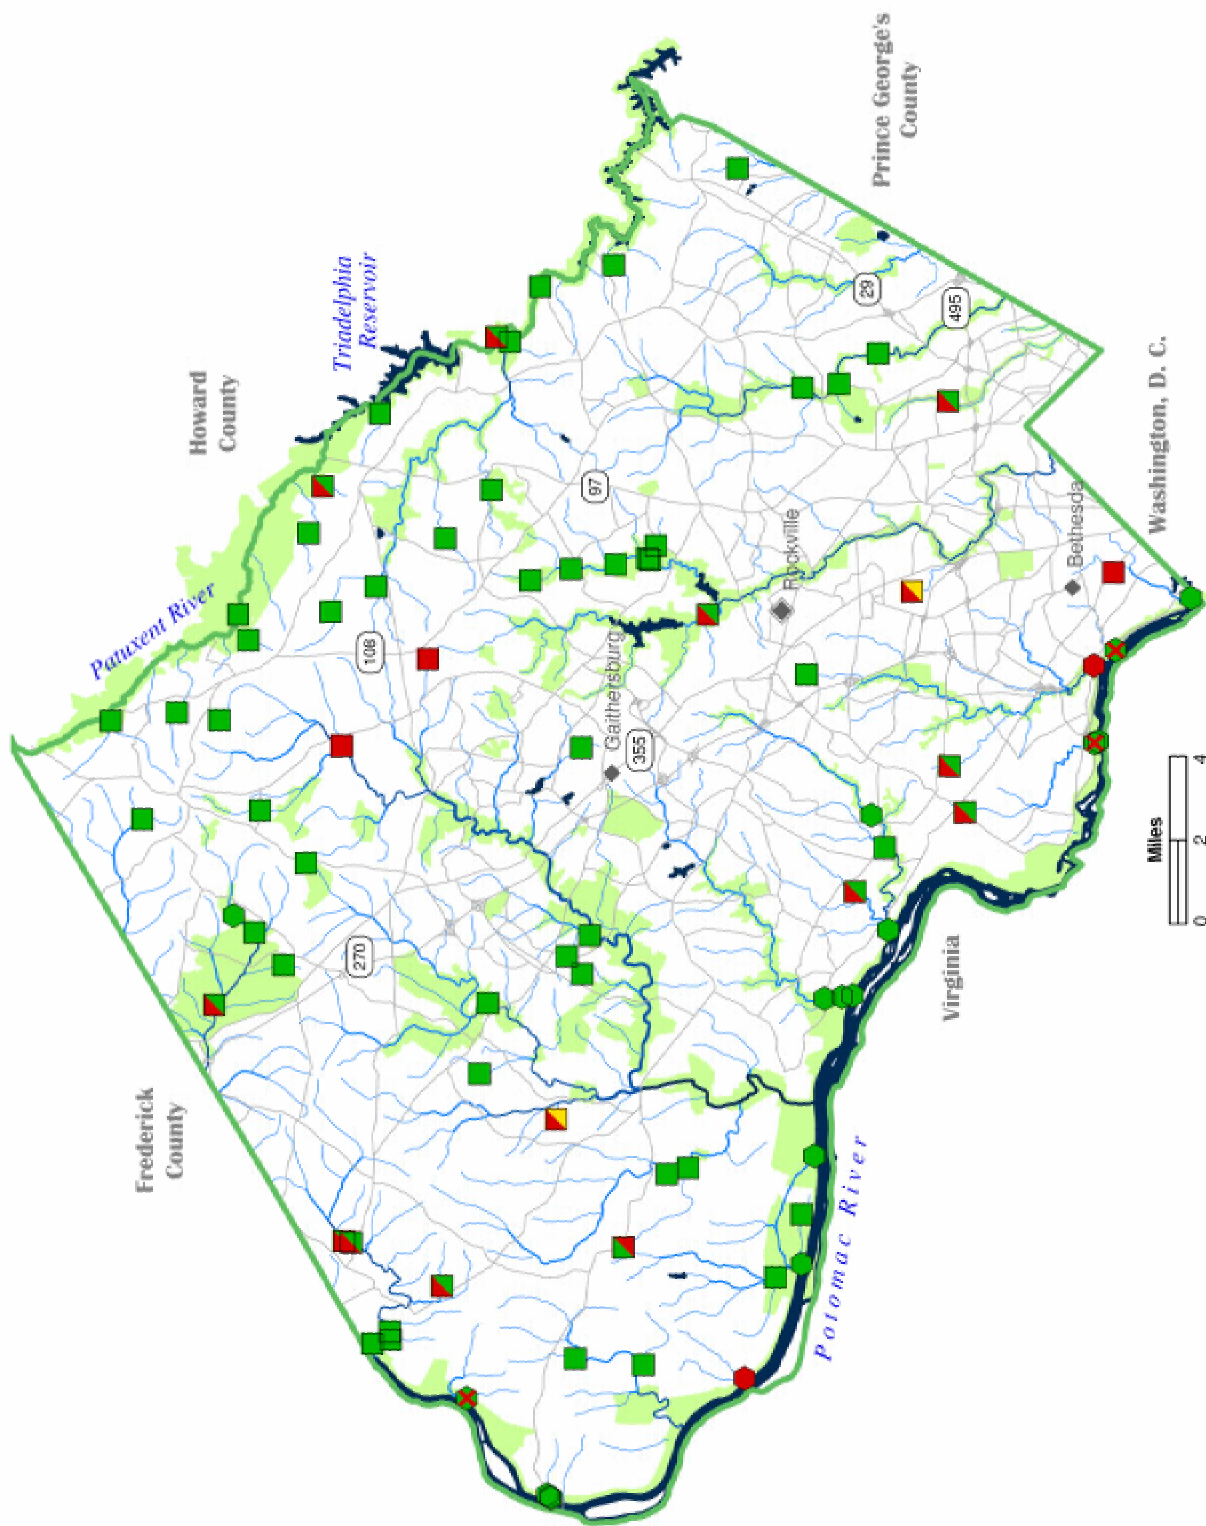 Prince George's
County
Triadelphia
Reservoir
Howard
County
29
495
Washington, D. C.
97
Rockville
Bethesda
Patuxent River
108
Gaithersburg
355
Miles
0
2
4
270
Virginia
Frederick
County
Potomac River